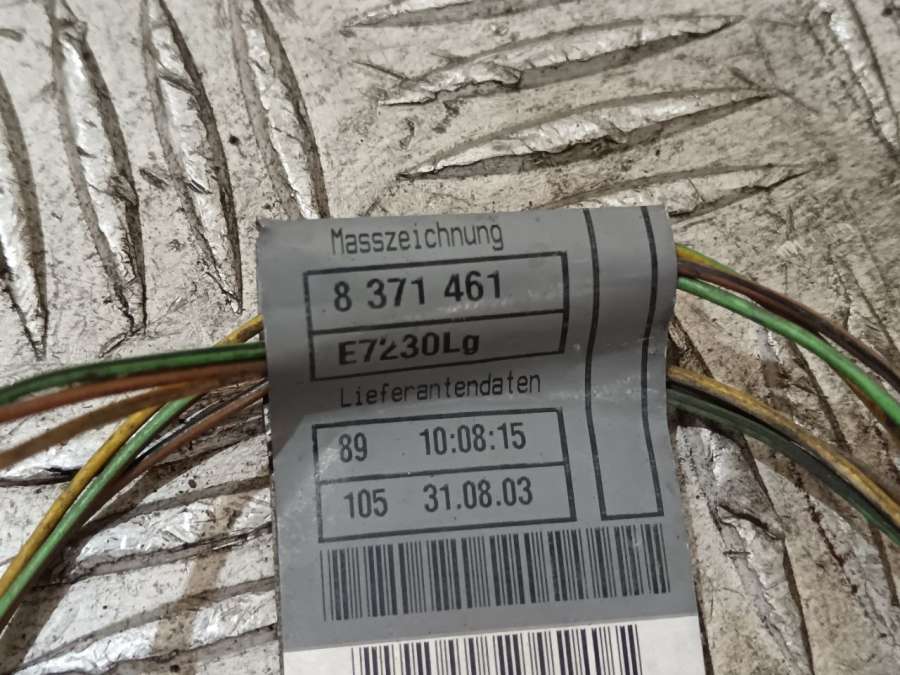 Masszeichnung
8 371 461
E7230Lg
Lieferantendaten
89 10:08:15
105 31.08.03